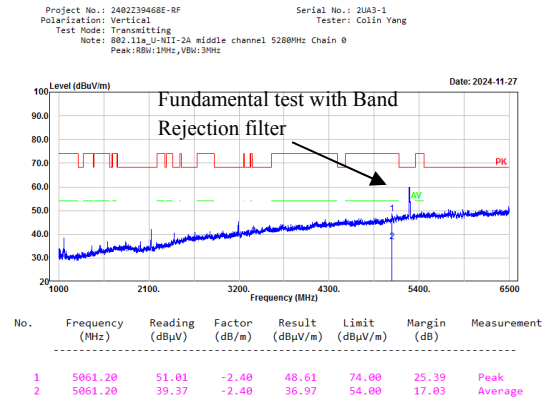 Project No.: 2402Z39468E-RF Serial No.: 2UA3-1
Polarization: Vertical Tester: Colin Yang
Test Mode: Transmitting
Note: 802.11a_U-NII-2A middle channel 5280MHz Chain 0
Peak:RBW:1MHz,VBW:3MHz
Level (dBuV/m) Date: 2024-11-27
100
Fundamental test with Band
Rejection filter
90.0
80.0
70.0
PK
60.0
AV
50.0
1
40.0
2
30.0
20
1000 2100. 3200. 4300. 5400. 6500
Frequency (MHz)
No. Frequency Reading Factor Result Limit Margin Measurement
(MHz) (dBμV) (dB/m) (dBμV/m) (dBμV/m) (dB)
1 5061.20 51.01 -2.40 48.61 74.00 25.39 Peak
2 5061.20 39.37 -2.40 36.97 54.00 17.03 Average